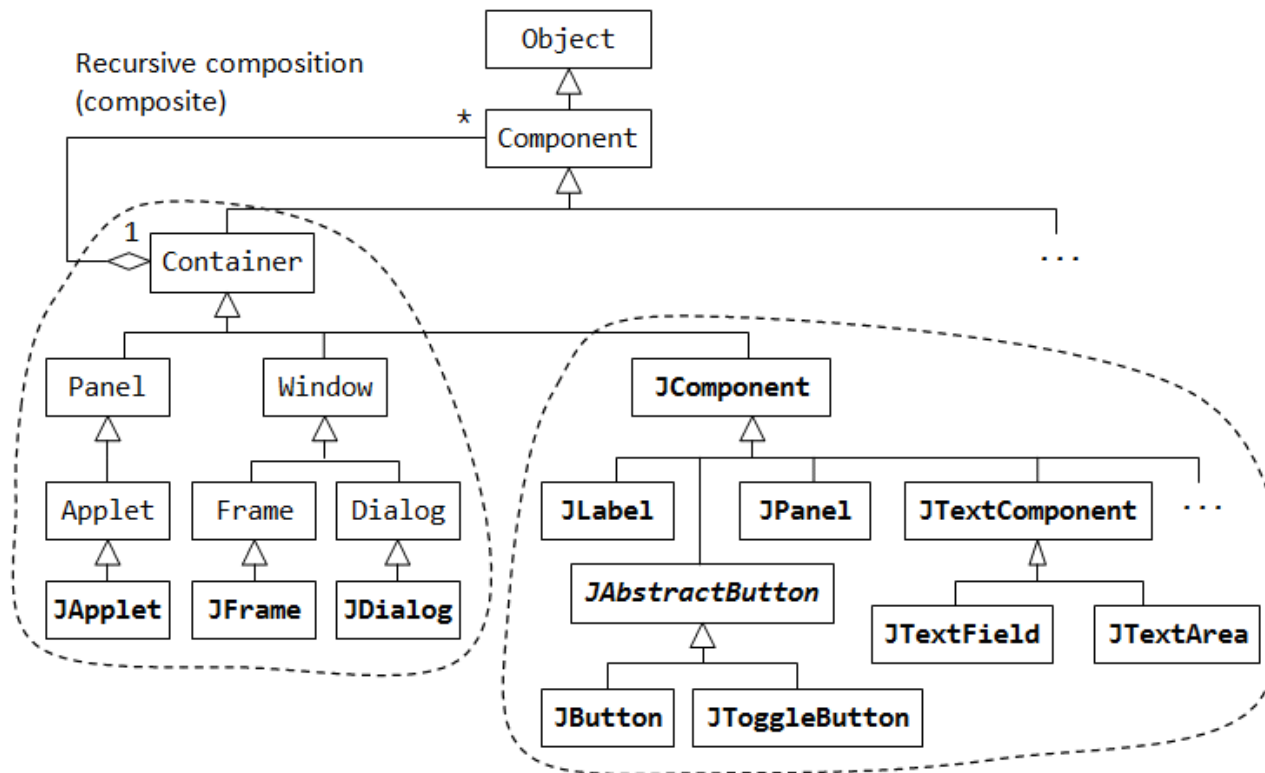 Object
Recursive composition
(composite)
*
Component
1
Container
...
Panel
Window
JComponent
Applet
Frame
Dialog
JLabel
JPanel
JTextComponent
...
JApplet
JFrame
JDialog
JAbstractButton
JTextField
JTextArea
JButton
JToggleButton